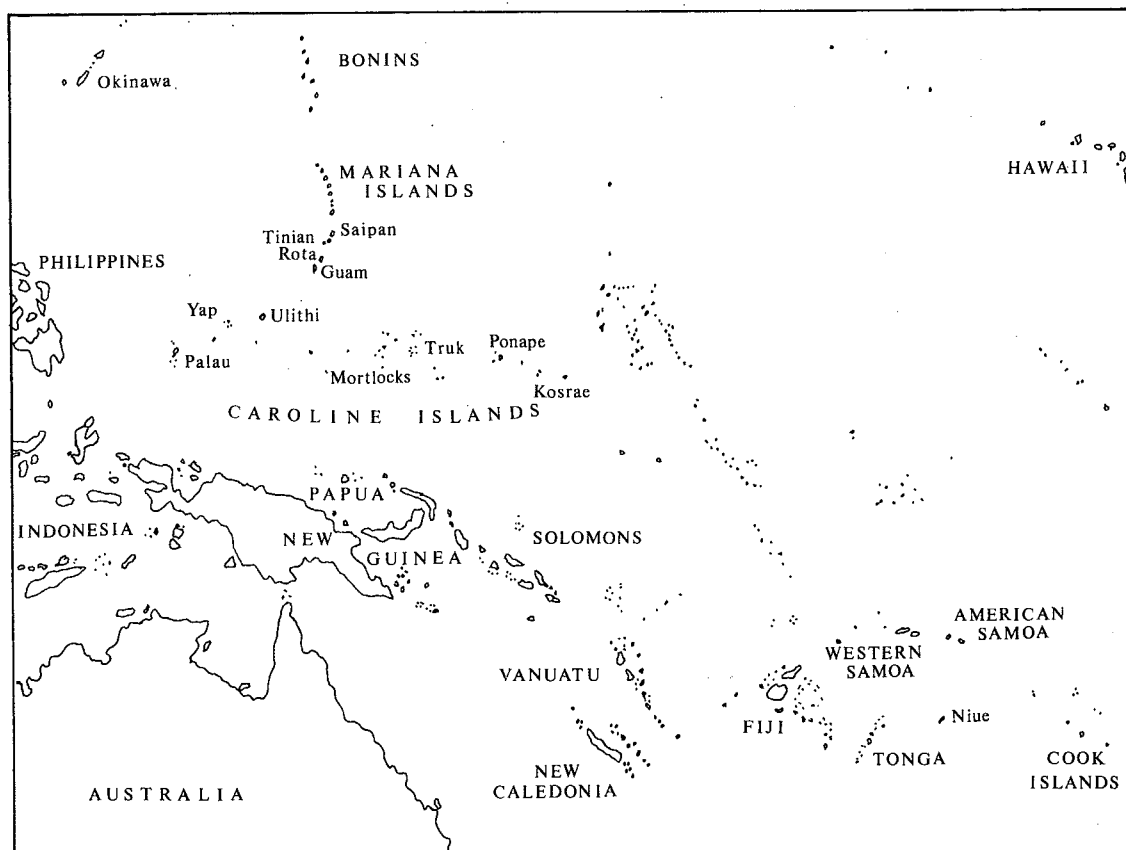 BONINS
Okinawa
HAWAII
MARIANA
ISLANDS
Saipan
Tinian
Rota
Guam
PHILIPPINES
Yap
Ulithi
Palau
Truk
Ponape
Mortlocks
Kosrae
CAROLINE ISLANDS
PAPUA
NEW
GUINEA
INDONESIA
SOLOMONS
AMERICAN
SAMOA
WESTERN
SAMOA
VANUATU
FIJI
Niue
TONGA
COOK
ISLANDS
NEW
CALEDONIA
AUSTRALIA